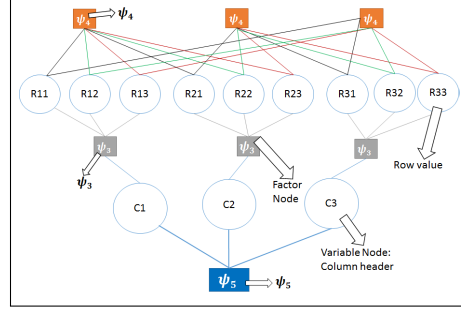 ψ4 ψ4 ψ4 ψ4
R11 R12 R13 R21 R22 R23 R31 R32 R33
ψ3 ψ3 ψ3
ψ3 Factor Row value
Node
C1 C2 C3
Variable Node:
Column header
ψ5 ψ5